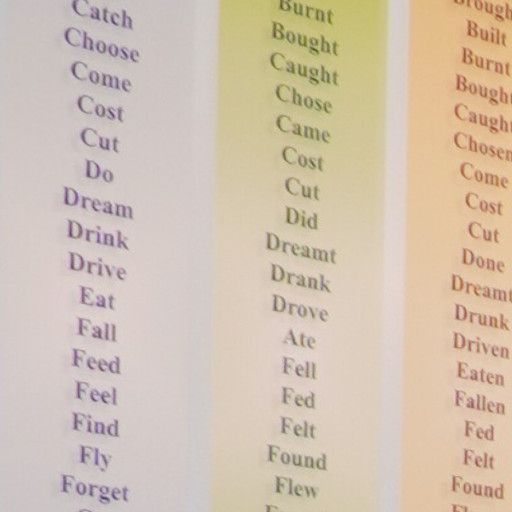 Catch
Choose
Come
Cost
Cut
Do
Dream
Drink
Drive
Eat
Fall
Feed
Feel
Find
Fly
Forget
Burnt
Bought
Caught
Chose
Came
Cost
Cut
Did
Dreamt
Drank
Drove
Ate
Fell
Fed
Felt
Found
Flew
Built
Burnt
Bought
Caught
Chosen
Come
Cost
Cut
Done
Dreamt
Drunk
Driven
Eaten
Fallen
Fed
Felt
Found